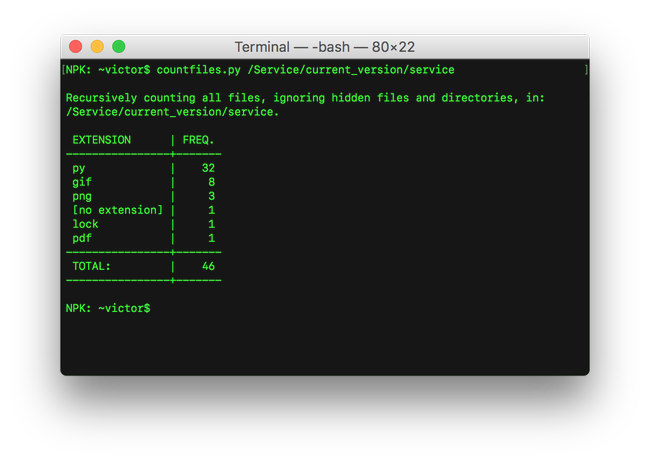 Terminal — -bash — 80×22
[NPK: ~victor$ countfiles.py /Service/current_version/service ]
Recursively counting all files, ignoring hidden files and directories, in:
/Service/current_version/service.
EXTENSION | FREQ.
----------------+-------
py | 32
gif | 8
png | 3
[no extension] | 1
lock | 1
pdf | 1
----------------+-------
TOTAL: | 46
----------------+-------
NPK: ~victor$